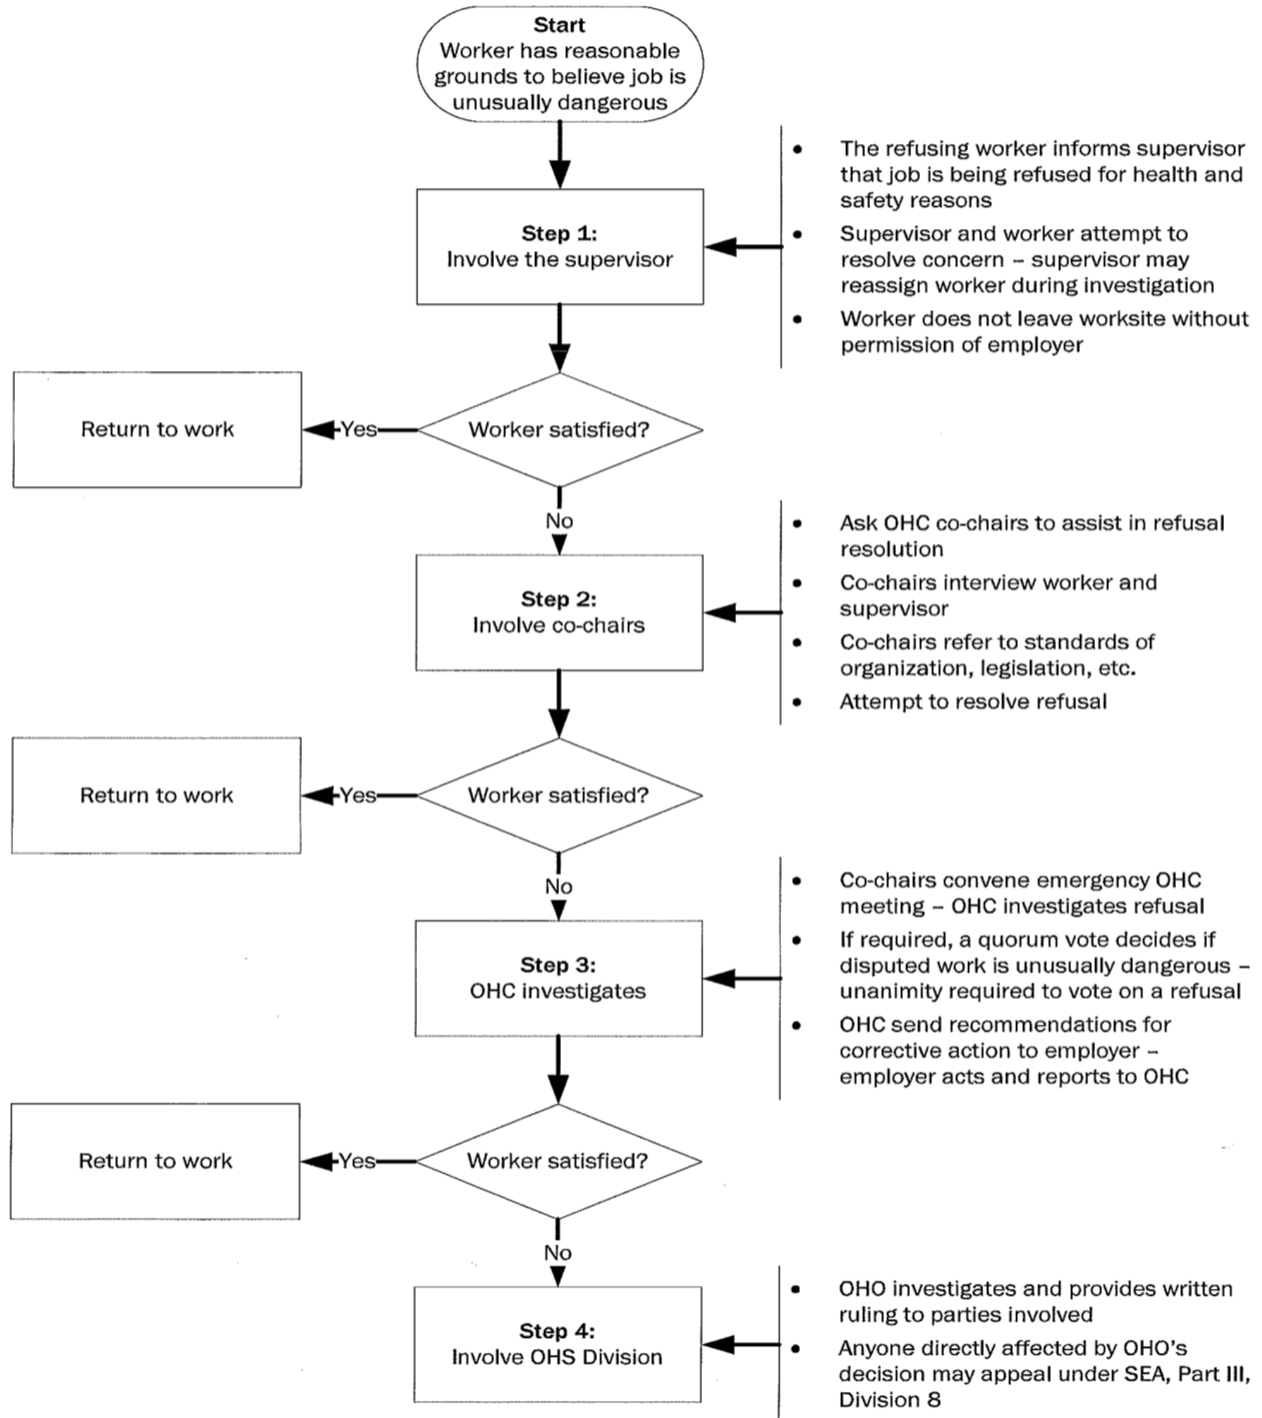 Start
Worker has reasonable
grounds to believe job is
unusually dangerous
• The refusing worker informs supervisor
that job is being refused for health and
safety reasons
Step 1:
Involve the supervisor
• Supervisor and worker attempt to
resolve concern – supervisor may
reassign worker during investigation
• Worker does not leave worksite without
permission of employer
Return to work
Yes
Worker satisfied?
No
• Ask OHC co-chairs to assist in refusal
resolution
• Co-chairs interview worker and
supervisor
Step 2:
Involve co-chairs
• Co-chairs refer to standards of
organization, legislation, etc.
• Attempt to resolve refusal
Return to work
Yes
Worker satisfied?
No
• Co-chairs convene emergency OHC
meeting – OHC investigates refusal
• If required, a quorum vote decides if
disputed work is unusually dangerous –
unanimity required to vote on a refusal
Step 3:
OHC investigates
• OHC send recommendations for
corrective action to employer –
employer acts and reports to OHC
Return to work
Yes
Worker satisfied?
No
• OHO investigates and provides written
ruling to parties involved
Step 4:
Involve OHS Division
• Anyone directly affected by OHO's
decision may appeal under SEA, Part III,
Division 8